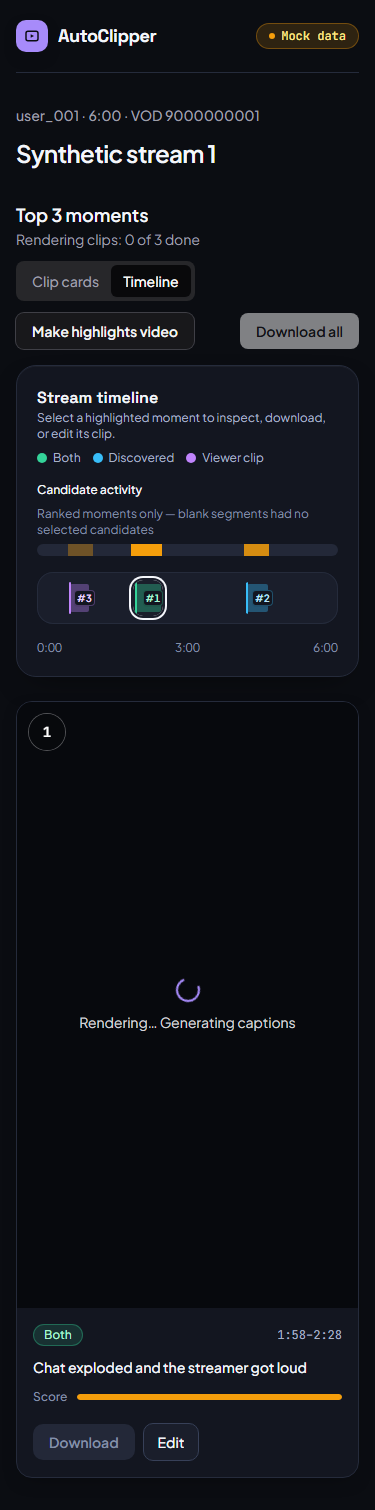 AutoClipper
Mock data
user_001 · 6:00 · VOD 9000000001
Synthetic stream 1
Top 3 moments
Rendering clips: 0 of 3 done
Clip cards
Timeline
Make highlights video
Download all
Stream timeline
Select a highlighted moment to inspect, download,
or edit its clip.
Both
Discovered
Viewer clip
Candidate activity
Ranked moments only — blank segments had no
selected candidates
#3
#1
#2
0:00
3:00
6:00
1
Rendering… Generating captions
Both
1:58–2:28
Chat exploded and the streamer got loud
Score
Download
Edit